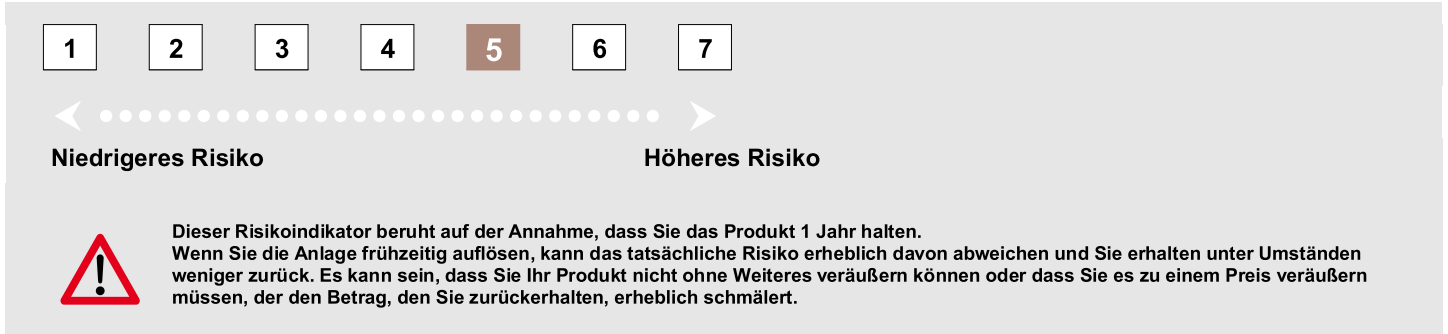 1 2 3 4 5 6 7
Niedrigeres Risiko Höheres Risiko
Dieser Risikoindikator beruht auf der Annahme, dass Sie das Produkt 1 Jahr halten.
Wenn Sie die Anlage frühzeitig auflösen, kann das tatsächliche Risiko erheblich davon abweichen und Sie erhalten unter Umständen
weniger zurück. Es kann sein, dass Sie Ihr Produkt nicht ohne Weiteres veräußern können oder dass Sie es zu einem Preis veräußern
müssen, der den Betrag, den Sie zurückerhalten, erheblich schmälert.